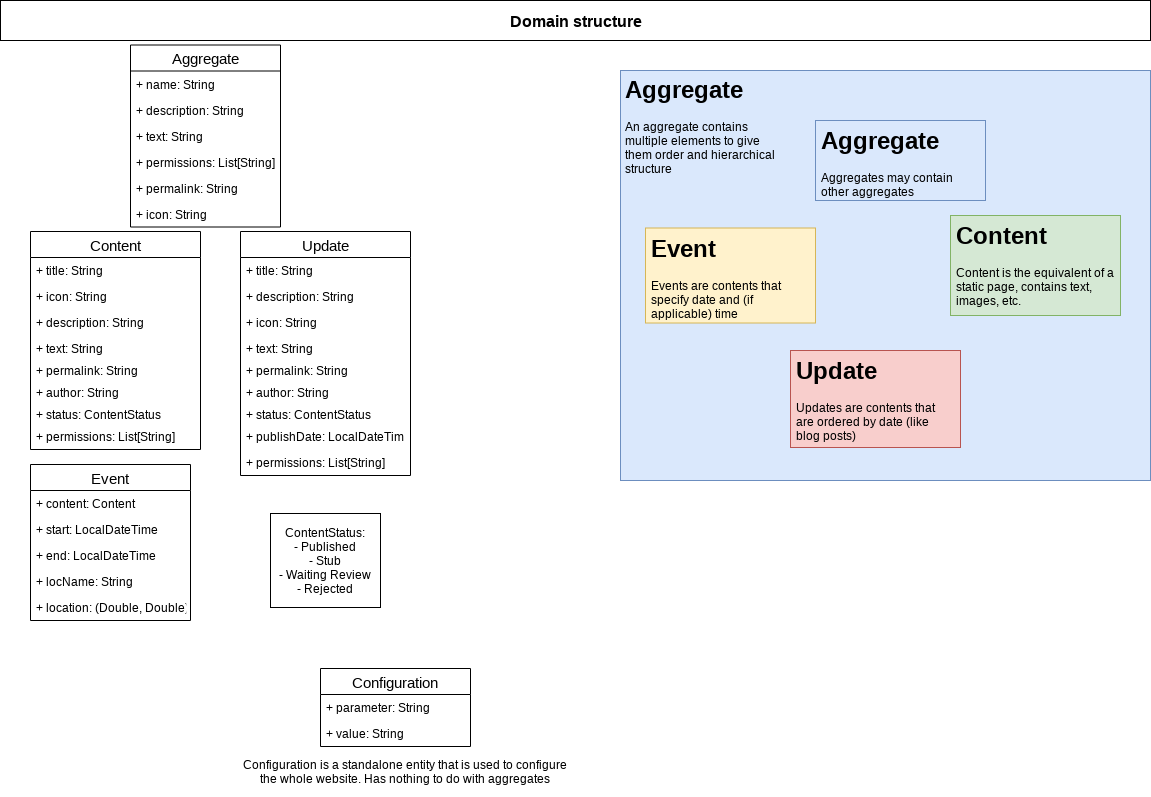 Domain structure
Aggregate
+ name: String
+ description: String
+ text: String
+ permissions: List[String]
+ permalink: String
+ icon: String
Content
+ title: String
+ icon: String
+ description: String
+ text: String
+ permalink: String
+ author: String
+ status: ContentStatus
+ permissions: List[String]
Update
+ title: String
+ description: String
+ icon: String
+ text: String
+ permalink: String
+ author: String
+ status: ContentStatus
+ publishDate: LocalDateTim
+ permissions: List[String]
Event
+ content: Content
+ start: LocalDateTime
+ end: LocalDateTime
+ locName: String
+ location: (Double, Double)
ContentStatus:
- Published
- Stub
- Waiting Review
- Rejected
Configuration
+ parameter: String
+ value: String
Configuration is a standalone entity that is used to configure
the whole website. Has nothing to do with aggregates
Aggregate
An aggregate contains
multiple elements to give
them order and hierarchical
structure
Aggregate
Aggregates may contain
other aggregates
Event
Events are contents that
specify date and (if
applicable) time
Content
Content is the equivalent of a
static page, contains text,
images, etc.
Update
Updates are contents that
are ordered by date (like
blog posts)